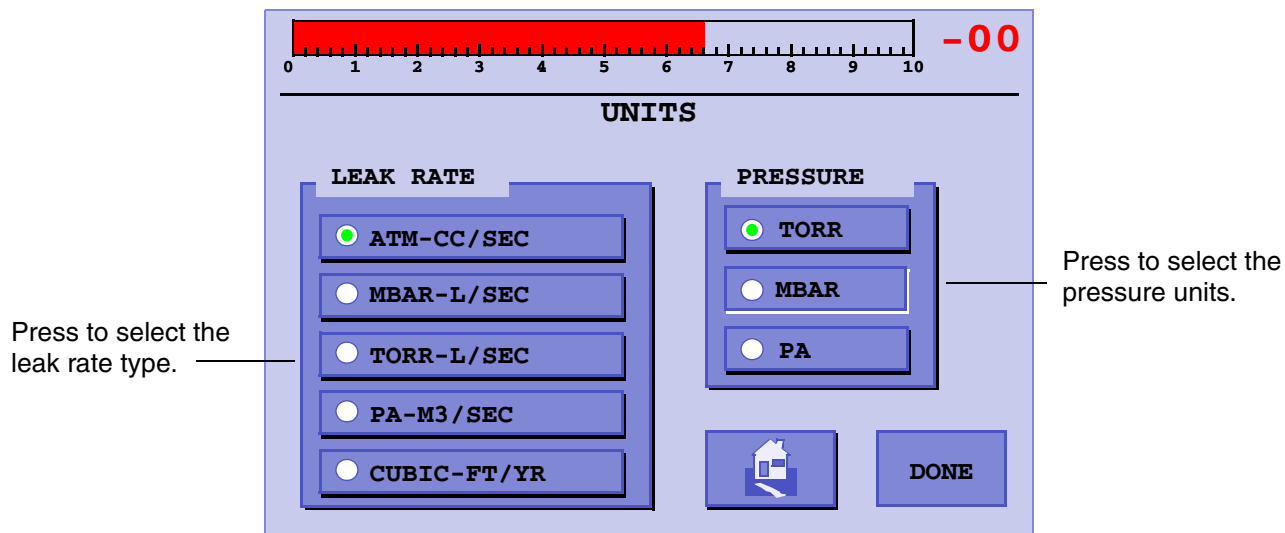 -00
0 1 2 3 4 5 6 7 8 9 10
UNITS
LEAK RATE
ATM-CC/SEC
MBAR-L/SEC
TORR-L/SEC
PA-M3/SEC
CUBIC-FT/YR
PRESSURE
TORR
MBAR
PA
DONE
Press to select the
leak rate type.
Press to select the
pressure units.